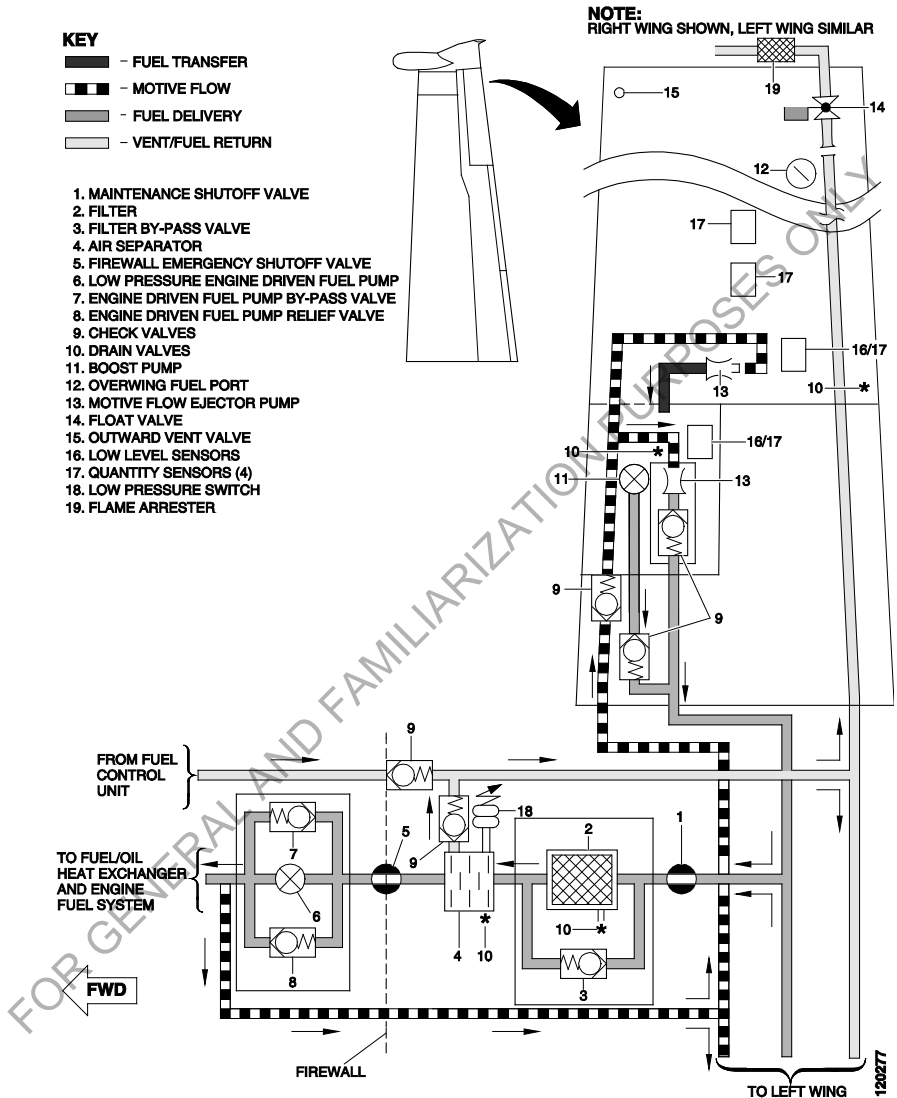 NOTE:
RIGHT WING SHOWN, LEFT WING SIMILAR
KEY
– FUEL TRANSFER
– MOTIVE FLOW
– FUEL DELIVERY
– VENT/FUEL RETURN
1. MAINTENANCE SHUTOFF VALVE
2. FILTER
3. FILTER BY-PASS VALVE
4. AIR SEPARATOR
5. FIREWALL EMERGENCY SHUTOFF VALVE
6. LOW PRESSURE ENGINE DRIVEN FUEL PUMP
7. ENGINE DRIVEN FUEL PUMP BY-PASS VALVE
8. ENGINE DRIVEN FUEL PUMP RELIEF VALVE
9. CHECK VALVES
10. DRAIN VALVES
11. BOOST PUMP
12. OVERWING FUEL PORT
13. MOTIVE FLOW EJECTOR PUMP
14. FLOAT VALVE
15. OUTWARD VENT VALVE
16. LOW LEVEL SENSORS
17. QUANTITY SENSORS (4)
18. LOW PRESSURE SWITCH
19. FLAME ARRESTER
19
15
14
12
17
17
16/17
13
10 *
16/17
10 *
11
13
9
9
9
FROM FUEL
CONTROL
UNIT
18
5
9
2
1
7
TO FUEL/OIL
HEAT EXCHANGER
AND ENGINE
FUEL SYSTEM
6
*
10 *
4
10
8
3
FWD
FIREWALL
TO LEFT WING
120277
FOR GENERAL AND FAMILIARIZATION PURPOSES ONLY